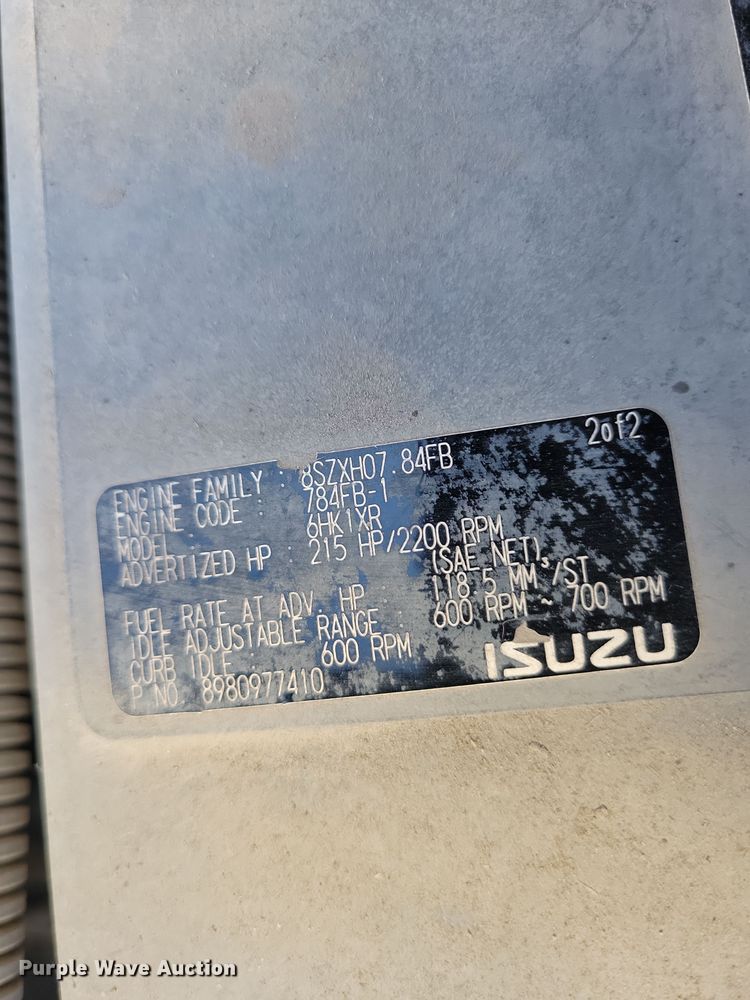 2of2
ENGINE FAMILY : 8SZXH07.84FB
ENGINE CODE : 784FB-1
MODEL : 6HK1XR
ADVERTIZED HP : 215 HP/2200 RPM
(SAE NET)
FUEL RATE AT ADV. HP : 118.5 MM³/ST
IDLE ADJUSTABLE RANGE : 600 RPM ~ 700 RPM
CURB IDLE : 600 RPM
P.NO. 8980977410
ISUZU
Purple Wave Auction